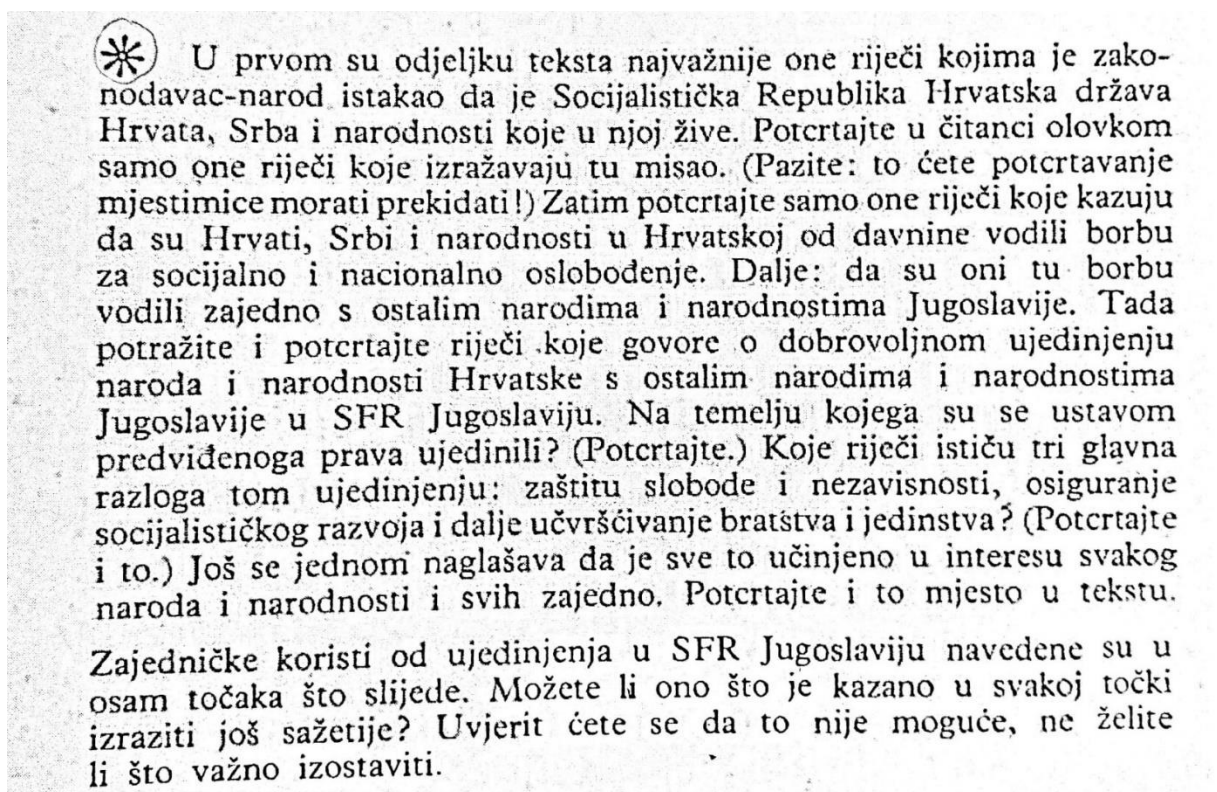 U prvom su odjeljku teksta najvažnije one riječi kojima je zako-
nodavac-narod istakao da je Socijalistička Republika Hrvatska država
Hrvata, Srba i narodnosti koje u njoj žive. Potcrtajte u čitanci olovkom
samo one riječi koje izražavaju tu misao. (Pazite: to ćete potcrtavanje
mjestimice morati prekidati!) Zatim potcrtajte samo one riječi koje kazuju
da su Hrvati, Srbi i narodnosti u Hrvatskoj od davnine vodili borbu
za socijalno i nacionalno oslobođenje. Dalje: da su oni tu borbu
vodili zajedno s ostalim narodima i narodnostima Jugoslavije. Tada
potražite i potcrtajte riječi koje govore o dobrovoljnom ujedinjenju
naroda i narodnosti Hrvatske s ostalim narodima i narodnostima
Jugoslavije u SFR Jugoslaviju. Na temelju kojega su se ustavom
predviđenoga prava ujedinili? (Potcrtajte.) Koje riječi ističu tri glavna
razloga tom ujedinjenju: zaštitu slobode i nezavisnosti, osiguranje
socijalističkog razvoja i dalje učvršćivanje bratstva i jedinstva? (Potcrtajte
i to.) Još se jednom naglašava da je sve to učinjeno u interesu svakog
naroda i narodnosti i svih zajedno. Potcrtajte i to mjesto u tekstu.
Zajedničke koristi od ujedinjenja u SFR Jugoslaviju navedene su u
osam točaka što slijede. Možete li ono što je kazano u svakoj točki
izraziti još sažetije? Uvjerit ćete se da to nije moguće, ne želite
li što važno izostaviti.